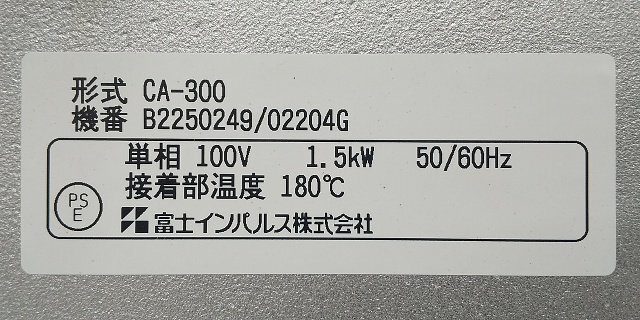 形式 CA-300
機番 B2250249/02204G
単相 100V 1.5kW 50/60Hz
接着部温度 180℃
PS
E
富士インパルス株式会社